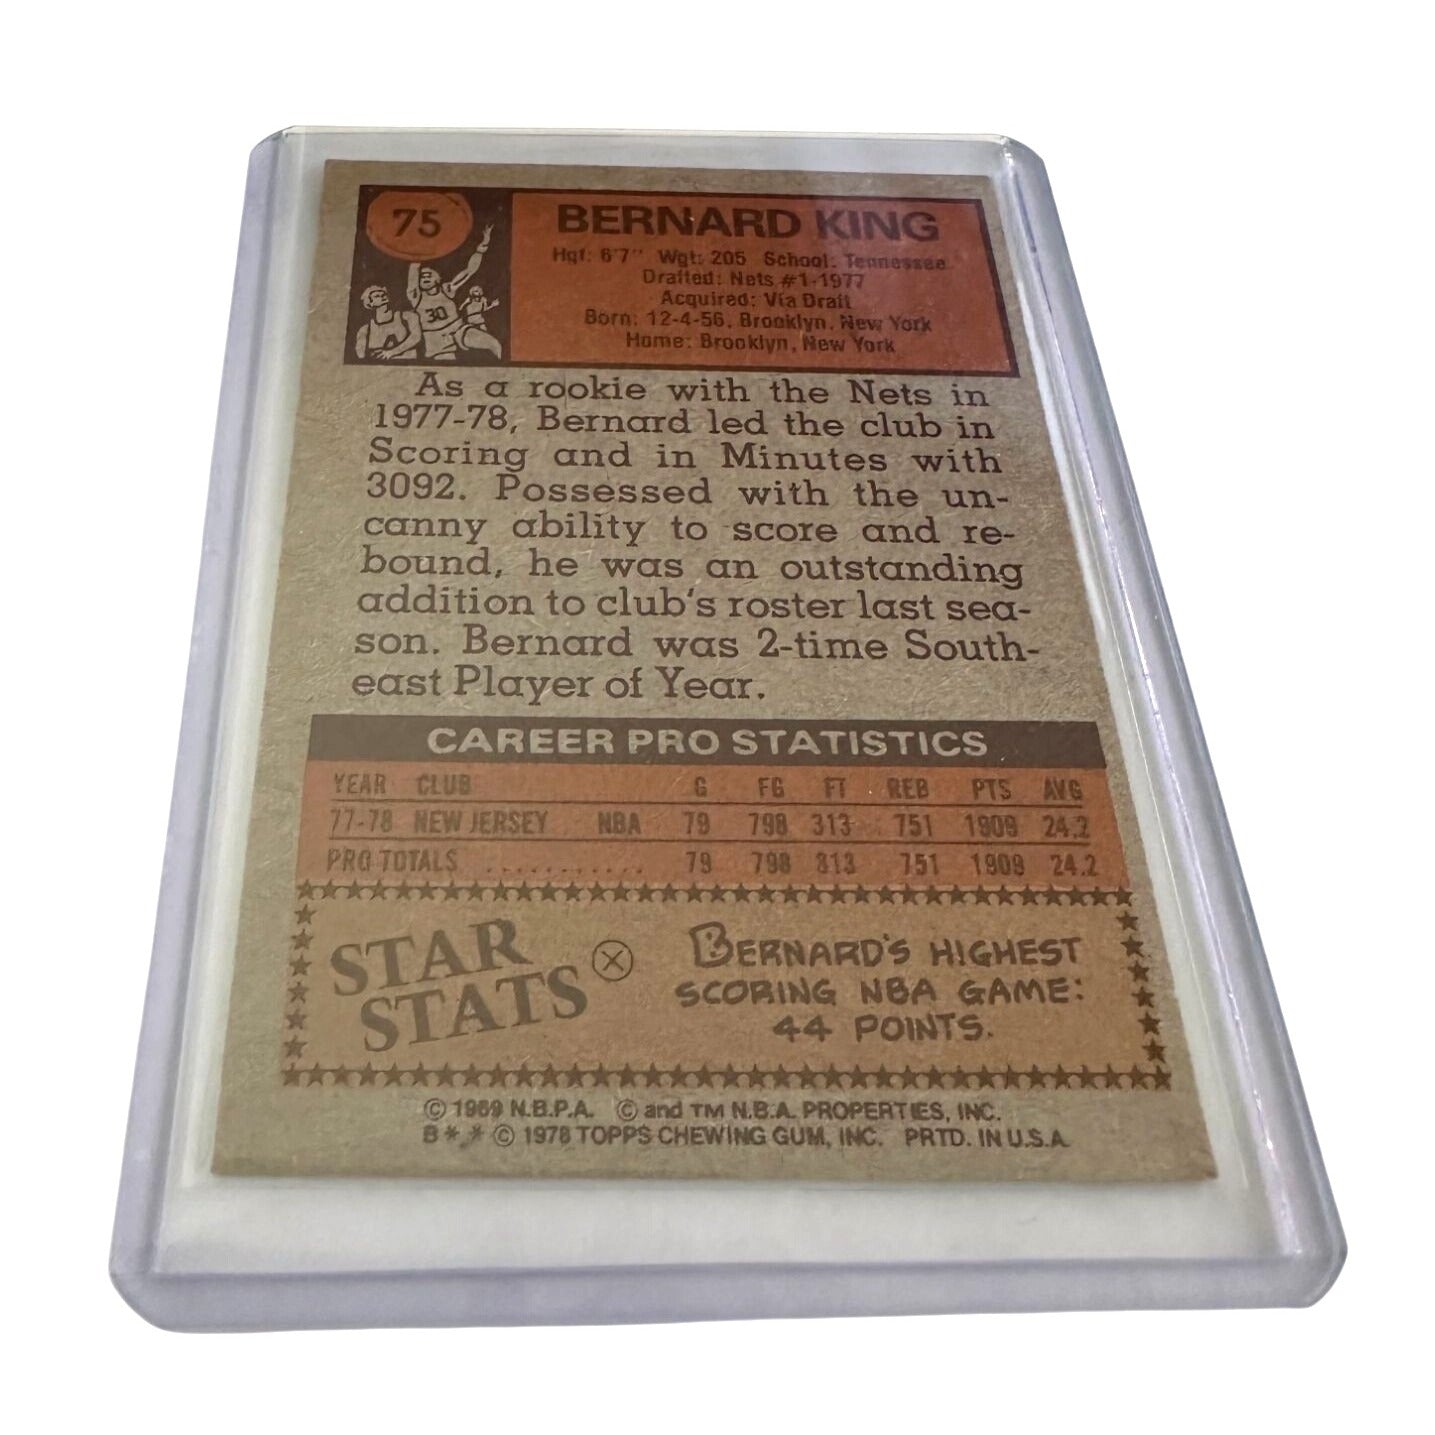 75
BERNARD KING
Hgt: 6'7" Wgt: 205 School: Tennessee
Drafted: Nets #1-1977
Acquired: Via Draft
Born: 12-4-56, Brooklyn, New York
Home: Brooklyn, New York
30
As a rookie with the Nets in
1977-78, Bernard led the club in
Scoring and in Minutes with
3092. Possessed with the un-
canny ability to score and re-
bound, he was an outstanding
addition to club's roster last sea-
son. Bernard was 2-time South-
east Player of Year.
CAREER PRO STATISTICS
YEAR CLUB G FG FT REB PTS AVG
77-78 NEW JERSEY NBA 79 798 313 751 1909 24.2
PRO TOTALS ............ 79 798 313 751 1909 24.2
STAR
STATS
BERNARD'S HIGHEST
SCORING NBA GAME:
44 POINTS.
© 1969 N.B.P.A. © and TM N.B.A. PROPERTIES, INC.
B * * © 1978 TOPPS CHEWING GUM, INC. PRTD. IN U.S.A.